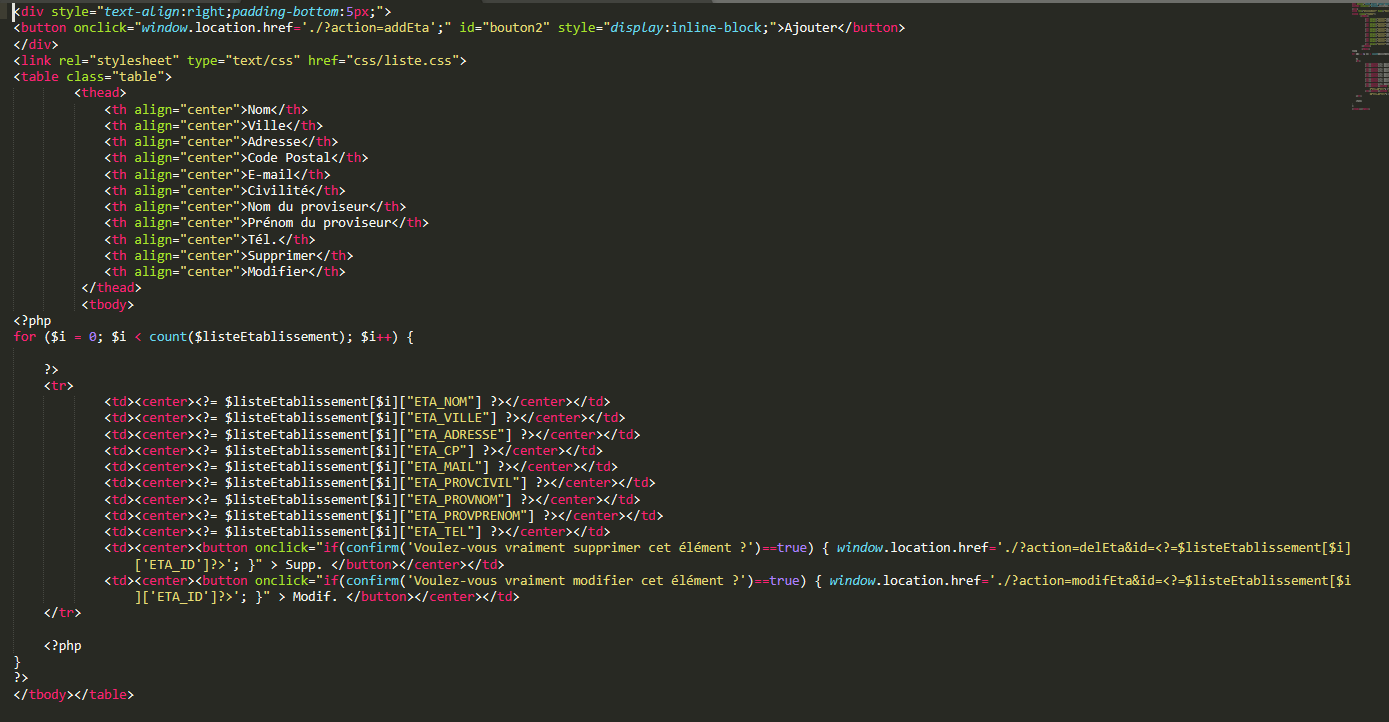 <div style="text-align:right;padding-bottom:5px;">
<button onclick="window.location.href='./?action=addEta';" id="bouton2" style="display:inline-block;">Ajouter</button>
</div>
<link rel="stylesheet" type="text/css" href="css/liste.css">
<table class="table">
<thead>
<th align="center">Nom</th>
<th align="center">Ville</th>
<th align="center">Adresse</th>
<th align="center">Code Postal</th>
<th align="center">E-mail</th>
<th align="center">Civilité</th>
<th align="center">Nom du proviseur</th>
<th align="center">Prénom du proviseur</th>
<th align="center">Tél.</th>
<th align="center">Supprimer</th>
<th align="center">Modifier</th>
</thead>
<tbody>
<?php
for ($i = 0; $i < count($listeEtablissement); $i++) {
?>
<tr>
<td><center><?= $listeEtablissement[$i]["ETA_NOM"] ?></center></td>
<td><center><?= $listeEtablissement[$i]["ETA_VILLE"] ?></center></td>
<td><center><?= $listeEtablissement[$i]["ETA_ADRESSE"] ?></center></td>
<td><center><?= $listeEtablissement[$i]["ETA_CP"] ?></center></td>
<td><center><?= $listeEtablissement[$i]["ETA_MAIL"] ?></center></td>
<td><center><?= $listeEtablissement[$i]["ETA_PROVCIVIL"] ?></center></td>
<td><center><?= $listeEtablissement[$i]["ETA_PROVNOM"] ?></center></td>
<td><center><?= $listeEtablissement[$i]["ETA_PROVPRENOM"] ?></center></td>
<td><center><?= $listeEtablissement[$i]["ETA_TEL"] ?></center></td>
<td><center><button onclick="if(confirm('Voulez-vous vraiment supprimer cet élément ?')==true) { window.location.href='./?action=delEta&id=<?=$listeEtablissement[$i]
['ETA_ID']?>'; }" > Supp. </button></center></td>
<td><center><button onclick="if(confirm('Voulez-vous vraiment modifier cet élément ?')==true) { window.location.href='./?action=modifEta&id=<?=$listeEtablissement[$i
]['ETA_ID']?>'; }" > Modif. </button></center></td>
</tr>
<?php
}
?>
</tbody></table>